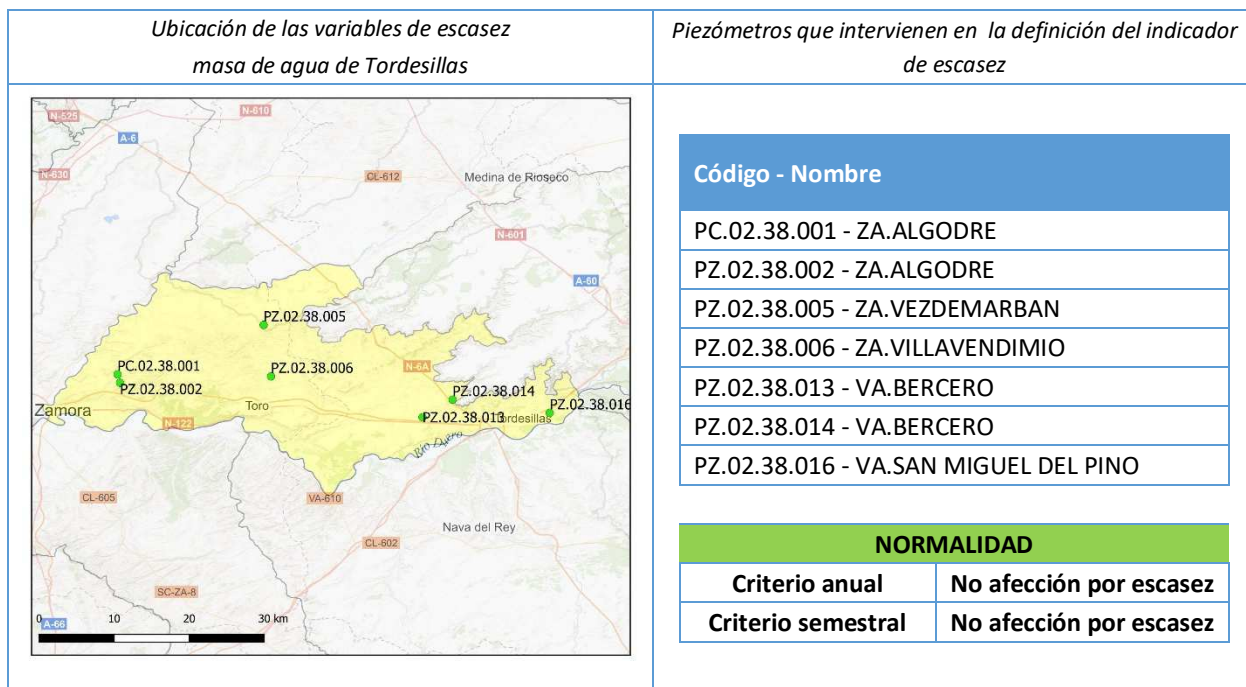 Ubicación de las variables de escasez
masa de agua de Tordesillas
Piezómetros que intervienen en la definición del indicador
de escasez
N-525
N-610
A-6
N-630
CL-612
Medina de Rioseco
N-601
A-60
PZ.02.38.005
N-6A
PC.02.38.001
PZ.02.38.006
PZ.02.38.002
PZ.02.38.014
Zamora
Toro
PZ.02.38.016
PZ.02.38.013
Tordesillas
N-122
Río Duero
CL-605
VA-610
Nava del Rey
CL-602
SC-ZA-8
0 10 20 30 km
A-66
Código - Nombre
PC.02.38.001 - ZA.ALGODRE
PZ.02.38.002 - ZA.ALGODRE
PZ.02.38.005 - ZA.VEZDEMARBAN
PZ.02.38.006 - ZA.VILLAVENDIMIO
PZ.02.38.013 - VA.BERCERO
PZ.02.38.014 - VA.BERCERO
PZ.02.38.016 - VA.SAN MIGUEL DEL PINO
NORMALIDAD
Criterio anual No afección por escasez
Criterio semestral No afección por escasez